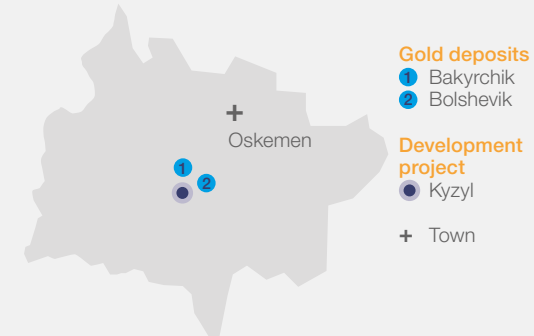 +
Oskemen
1
2
Gold deposits
1 Bakyrchik
2 Bolshevik
Development
project
Kyzyl
+ Town